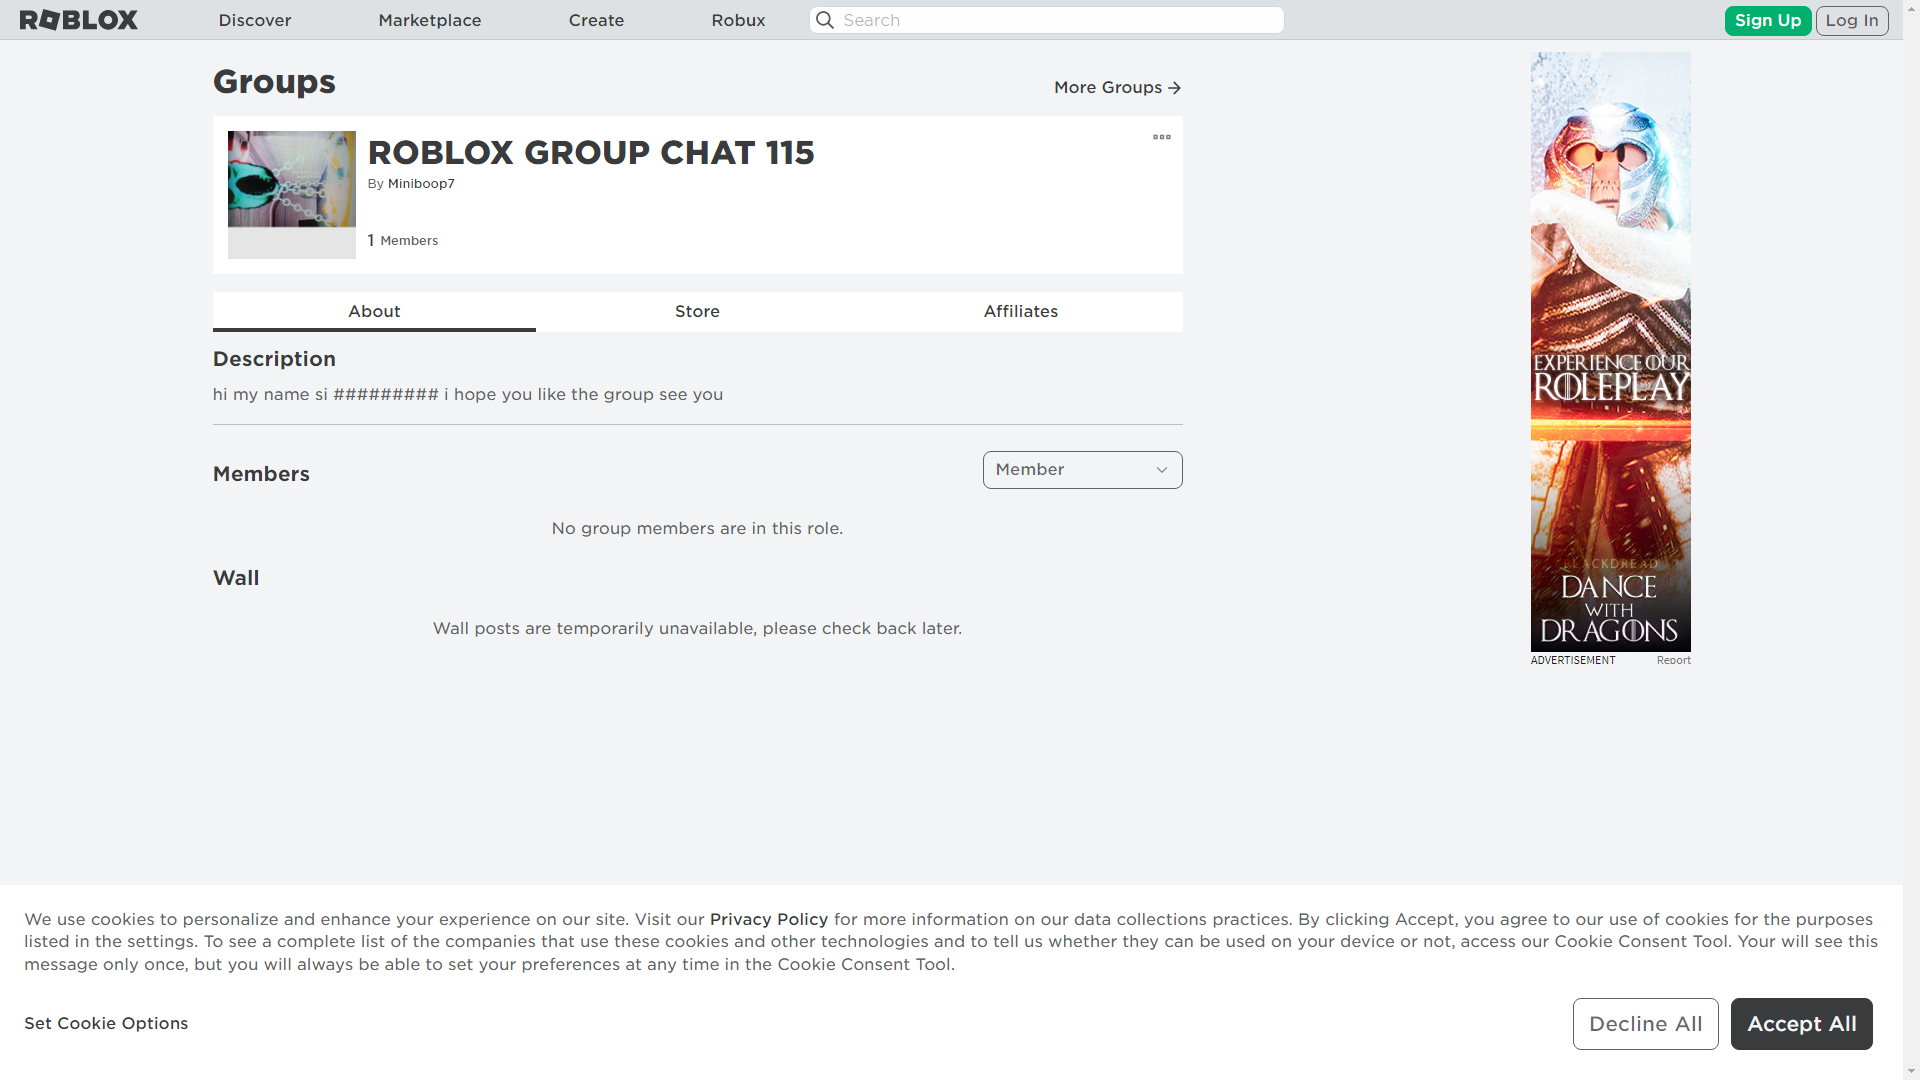 ROBLOX
Discover
Marketplace
Create
Robux
Search
Sign Up
Log In
Groups
More Groups
ROBLOX GROUP CHAT 115
By Miniboop7
1 Members
About
Store
Affiliates
Description
hi my name si ######### i hope you like the group see you
Members
Member
No group members are in this role.
Wall
Wall posts are temporarily unavailable, please check back later.
EXPERIENCE OUR
ROLEPLAY
BLACKDREAD
DANCE
WITH
DRAGONS
ADVERTISEMENT
Report
We use cookies to personalize and enhance your experience on our site. Visit our Privacy Policy for more information on our data collections practices. By clicking Accept, you agree to our use of cookies for the purposes
listed in the settings. To see a complete list of the companies that use these cookies and other technologies and to tell us whether they can be used on your device or not, access our Cookie Consent Tool. Your will see this
message only once, but you will always be able to set your preferences at any time in the Cookie Consent Tool.
Set Cookie Options
Decline All
Accept All